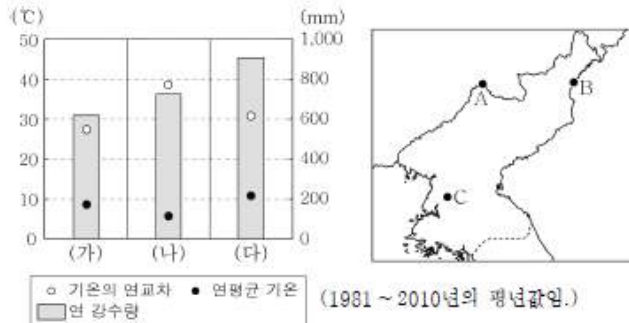 (℃) (mm)
50 1,000
40 800
30 600
20 400
10 200
0 0
(가) (나) (다)
○ 기온의 연교차 ● 연평균 기온
연 강수량
A
B
C
(1981 ~ 2010년의 평년값임.)